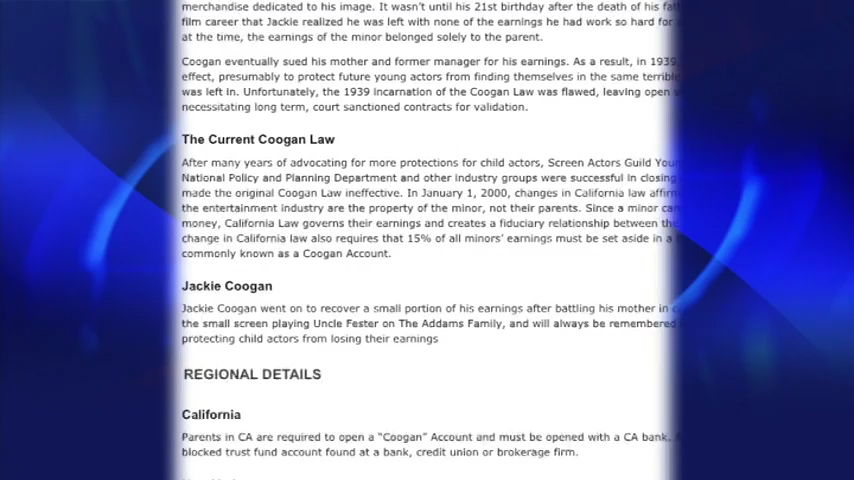 merchandise dedicated to his image. It wasn't until his 21st birthday after the death of his
film career that Jackie realized he was left with none of the earnings he had work so hard for
at the time, the earnings of the minor belonged solely to the parent.
Coogan eventually sued his mother and former manager for his earnings. As a result, in 1939
effect, presumably to protect future young actors from finding themselves in the same terrible
was left in. Unfortunately, the 1939 incarnation of the Coogan Law was flawed, leaving open
necessitating long term, court sanctioned contracts for validation.
The Current Coogan Law
After many years of advocating for more protections for child actors, Screen Actors Guild
National Policy and Planning Department and other industry groups were successful in closing
made the original Coogan Law ineffective. In January 1, 2000, changes in California law
the entertainment industry are the property of the minor, not their parents. Since a minor
money, California Law governs their earnings and creates a fiduciary relationship between the
change in California law also requires that 15% of all minors' earnings must be set aside in a
commonly known as a Coogan Account.
Jackie Coogan
Jackie Coogan went on to recover a small portion of his earnings after battling his mother in
the small screen playing Uncle Fester on The Addams Family, and will always be remembered
protecting child actors from losing their earnings
REGIONAL DETAILS
California
Parents in CA are required to open a "Coogan" Account and must be opened with a CA bank.
blocked trust fund account found at a bank, credit union or brokerage firm.